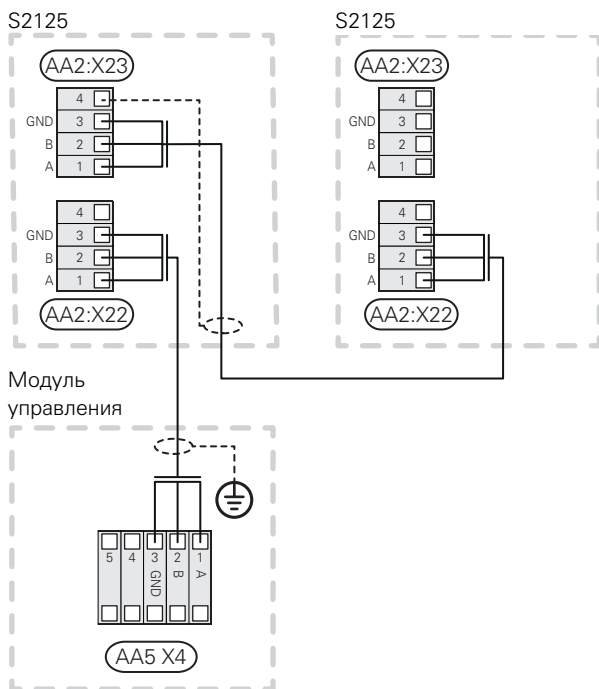 S2125
S2125
AA2:X23
AA2:X23
4
GND 3
B 2
A 1
4
GND 3
B 2
A 1
4
GND 3
B 2
A 1
4
GND 3
B 2
A 1
AA2:X22
AA2:X22
Модуль
управления
5 4 3 2 1
GND B A
AA5 X4